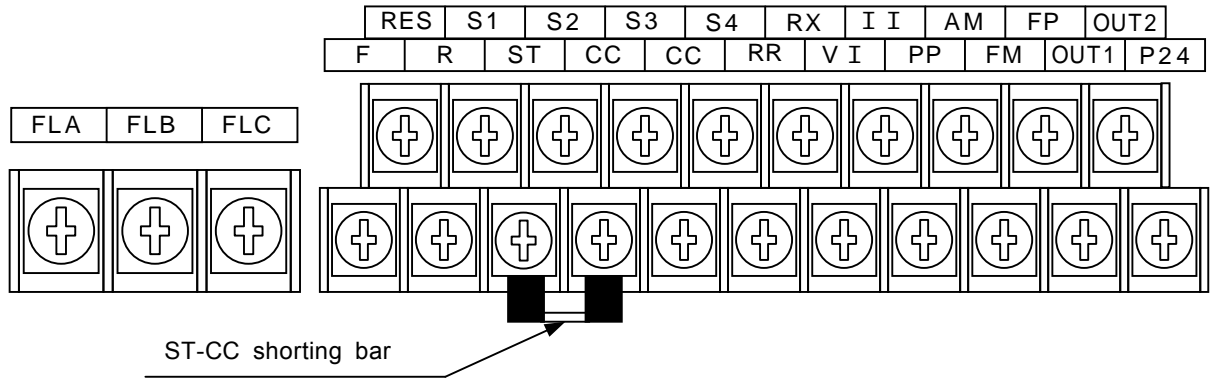 RES S1 S2 S3 S4 RX II AM FP OUT2
F R ST CC CC RR VI PP FM OUT1 P24
FLA FLB FLC
ST-CC shorting bar